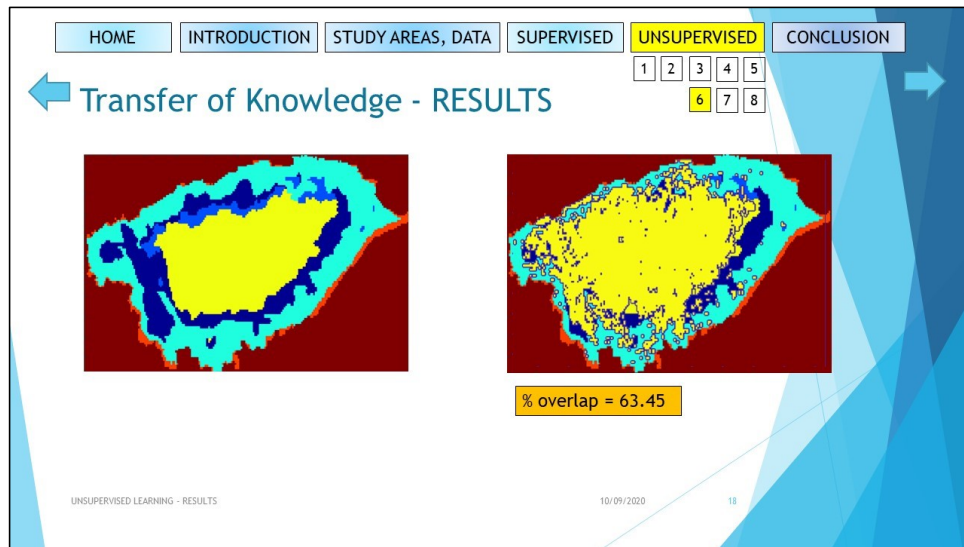 HOME INTRODUCTION STUDY AREAS, DATA SUPERVISED UNSUPERVISED CONCLUSION
1 2 3 4 5
6 7 8
Transfer of Knowledge - RESULTS
% overlap = 63.45
UNSUPERVISED LEARNING - RESULTS 10/09/2020 18